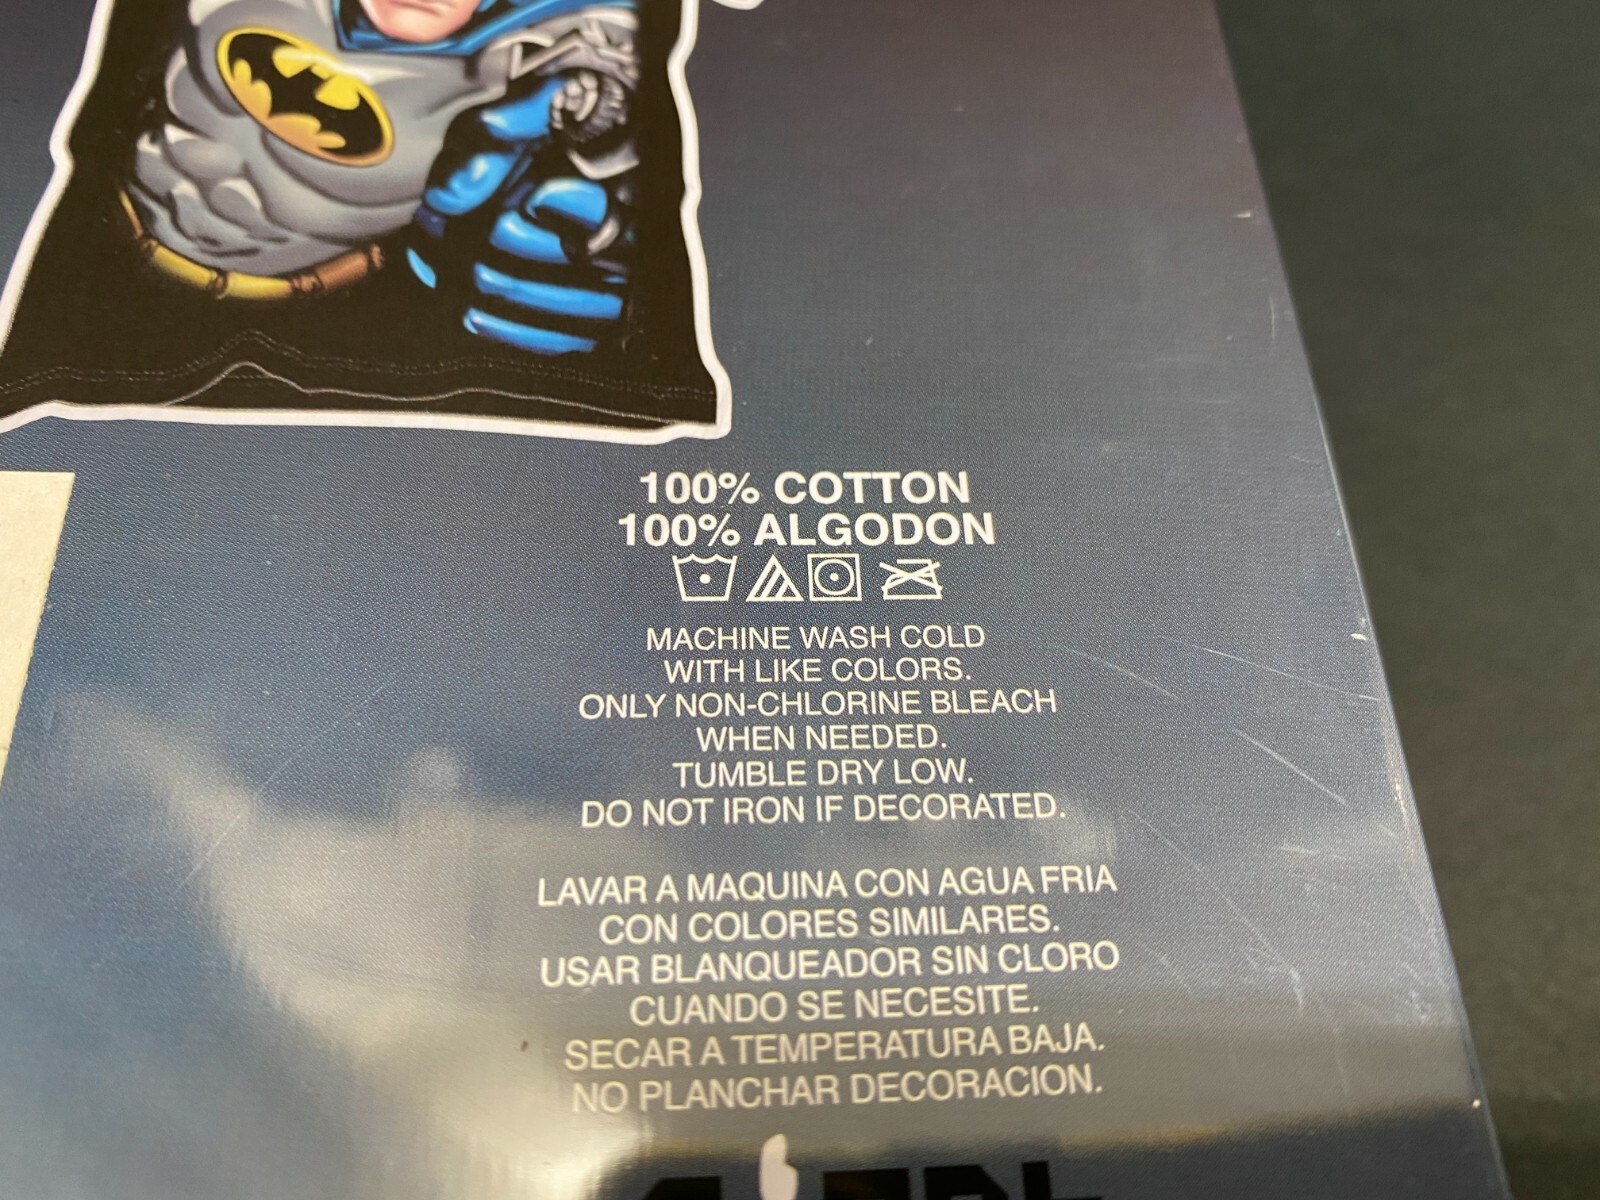 100% COTTON
100% ALGODON
MACHINE WASH COLD
WITH LIKE COLORS.
ONLY NON-CHLORINE BLEACH
WHEN NEEDED.
TUMBLE DRY LOW.
DO NOT IRON IF DECORATED.
LAVAR A MAQUINA CON AGUA FRIA
CON COLORES SIMILARES.
USAR BLANQUEADOR SIN CLORO
CUANDO SE NECESITE.
SECAR A TEMPERATURA BAJA.
NO PLANCHAR DECORACION.